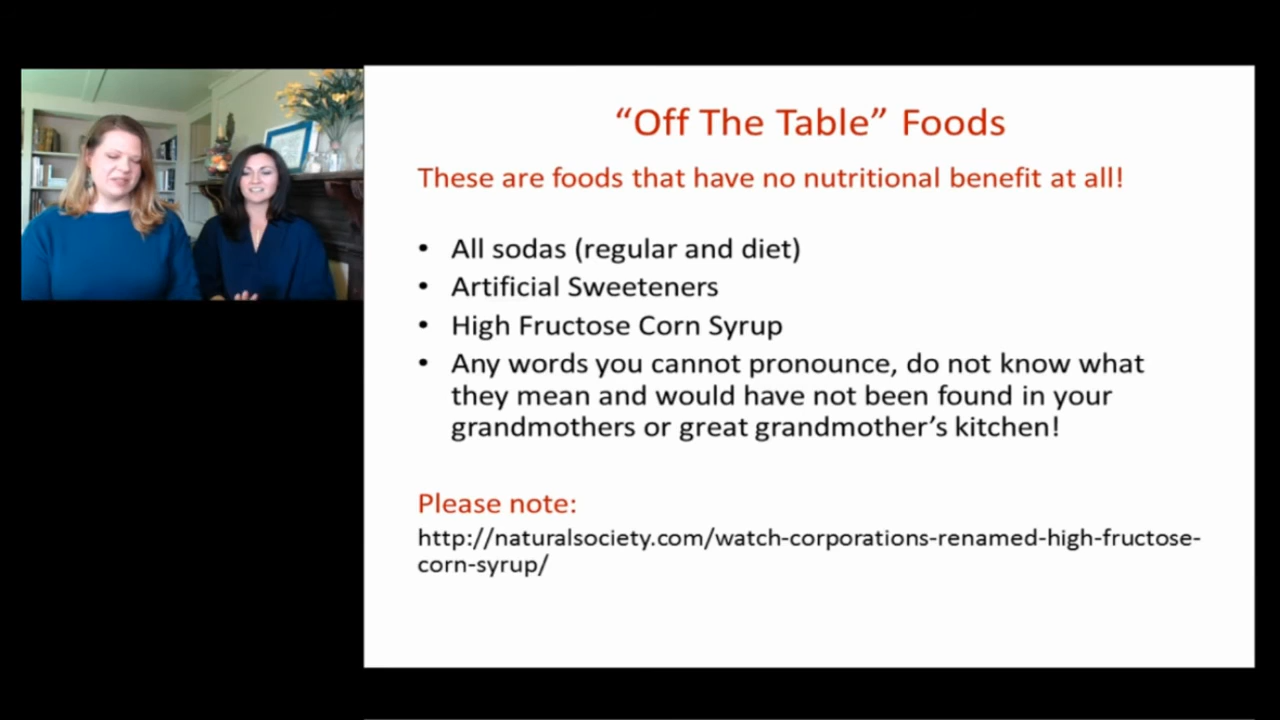 “Off The Table” Foods
These are foods that have no nutritional benefit at all!
• All sodas (regular and diet)
• Artificial Sweeteners
• High Fructose Corn Syrup
• Any words you cannot pronounce, do not know what
they mean and would have not been found in your
grandmothers or great grandmother’s kitchen!
Please note:
http://naturalsociety.com/watch-corporations-renamed-high-fructose-
corn-syrup/